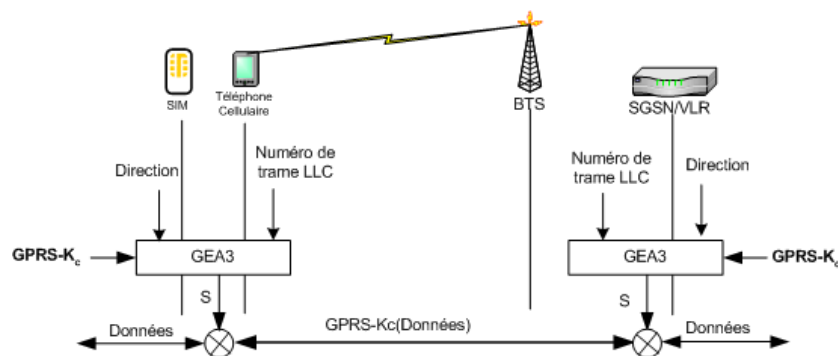 SIM
Téléphone
Cellulaire
BTS
SGSN/VLR
Direction
Numéro de
trame LLC
Numéro de
trame LLC
Direction
GPRS-Kc
GEA3
GEA3
GPRS-Kc
S
S
Données
GPRS-Kc(Données)
Données